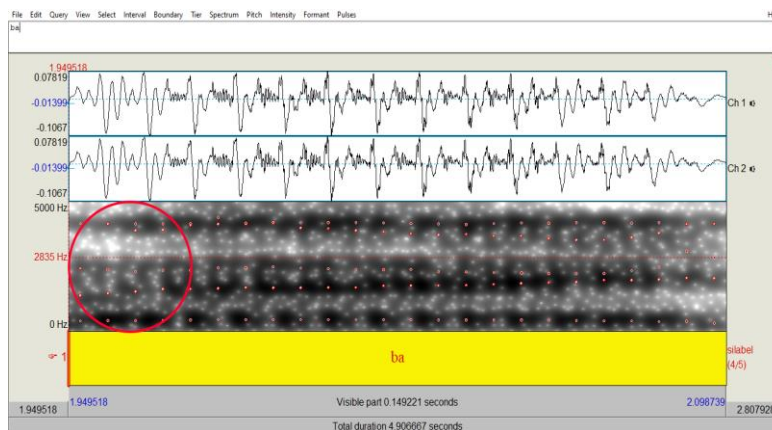 File Edit Query View Select Interval Boundary Tier Spectrum Pitch Intensity Formant Pulses H
ba
1.949518
0.07819
-0.01399
-0.1067
Ch 1
0.07819
-0.01399
-0.1067
Ch 2
5000 Hz
2835 Hz
0 Hz
1
ba
silabel
(4/5)
1.949518 1.949518 Visible part 0.149221 seconds 2.098739 2.807928
Total duration 4.906667 seconds